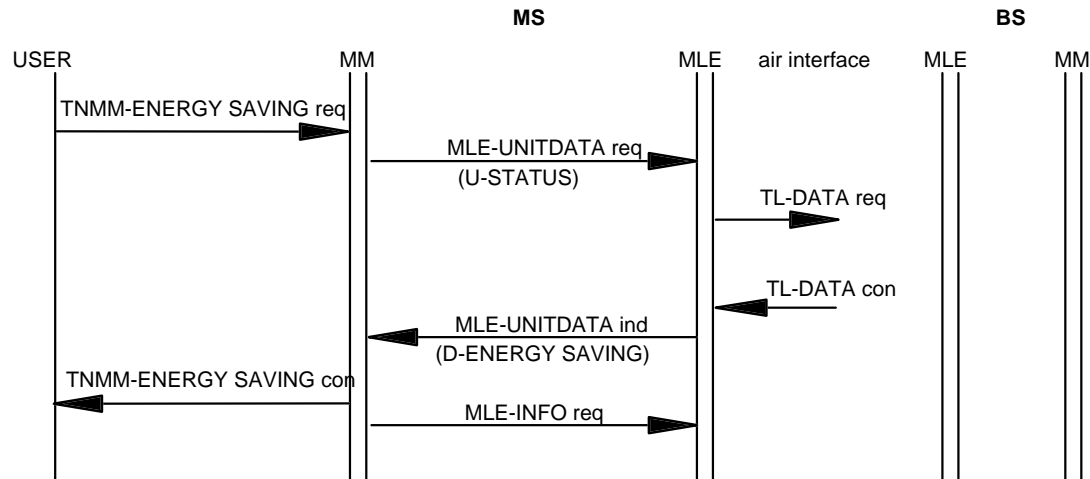 MS BS
USER MM MLE air interface MLE MM
TNMM-ENERGY SAVING req
MLE-UNITDATA req
(U-STATUS)
TL-DATA req
TL-DATA con
MLE-UNITDATA ind
(D-ENERGY SAVING)
TNMM-ENERGY SAVING con
MLE-INFO req